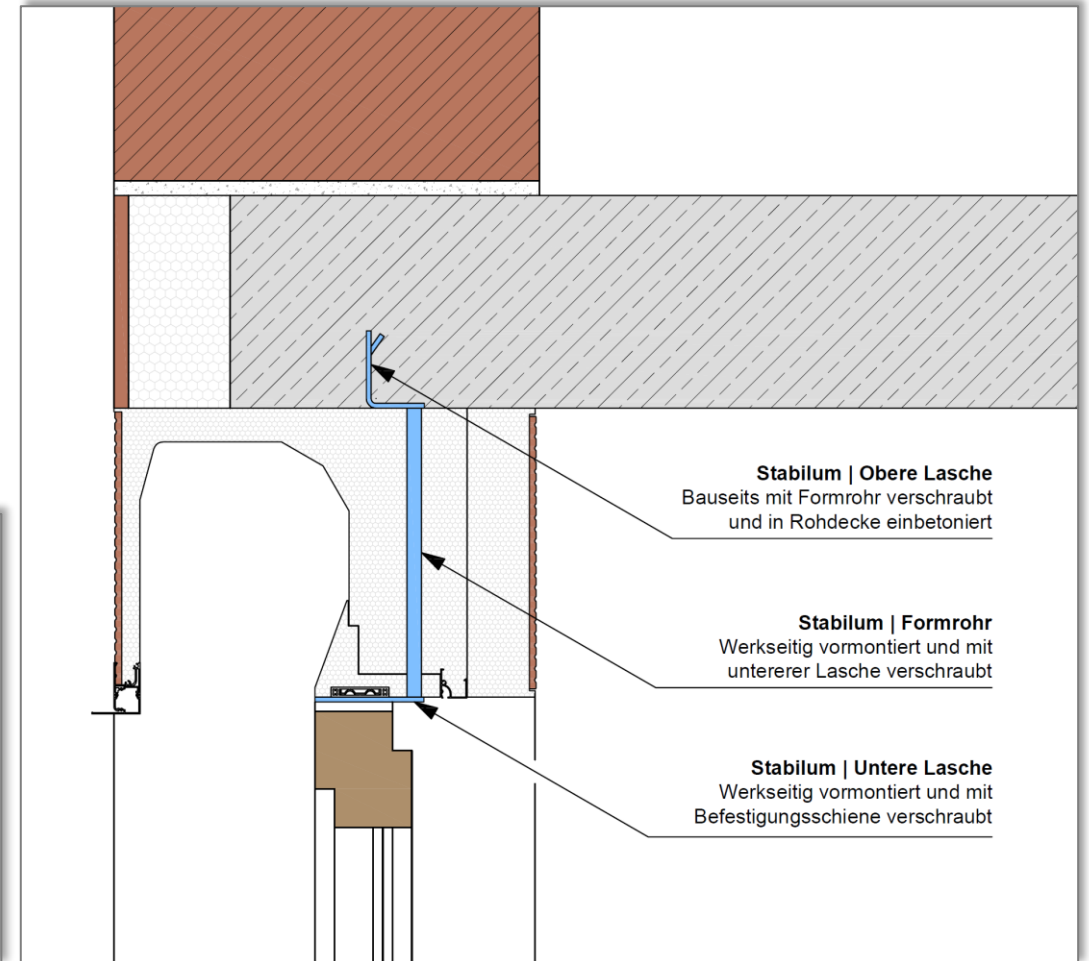 Stabilum | Obere Lasche
Bauseits mit Formrohr verschraubt
und in Rohdecke einbetoniert
Stabilum | Formrohr
Werkseitig vormontiert und mit
untererer Lasche verschraubt
Stabilum | Untere Lasche
Werkseitig vormontiert und mit
Befestigungsschiene verschraubt